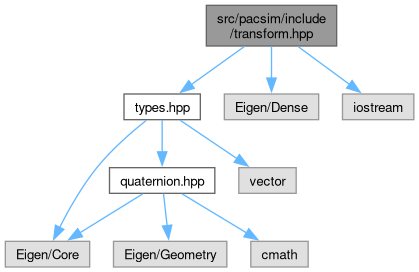 src/pacsim/include
/transform.hpp
types.hpp
Eigen/Dense
iostream
quaternion.hpp
vector
Eigen/Core
Eigen/Geometry
cmath